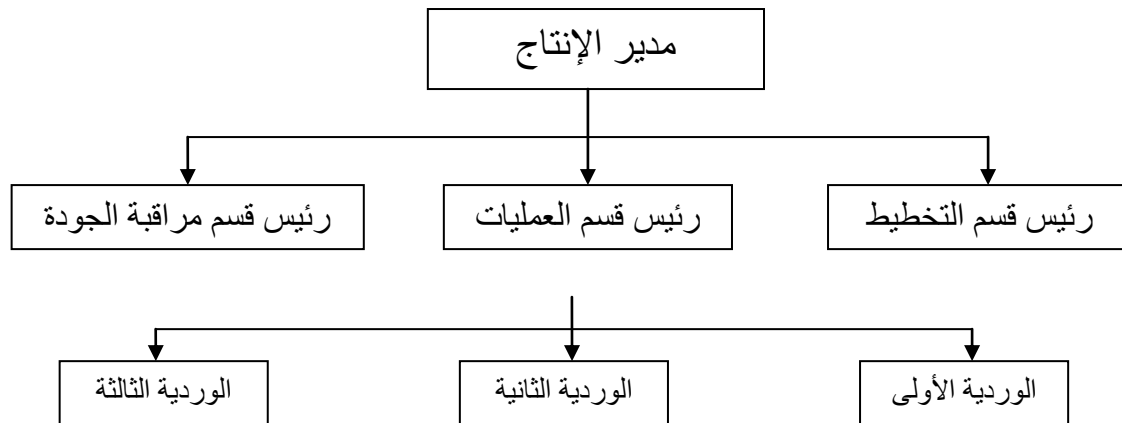 مدير الإنتاج
رئيس قسم التخطيط
رئيس قسم العمليات
رئيس قسم مراقبة الجودة
الوردية الأولى
الوردية الثانية
الوردية الثالثة